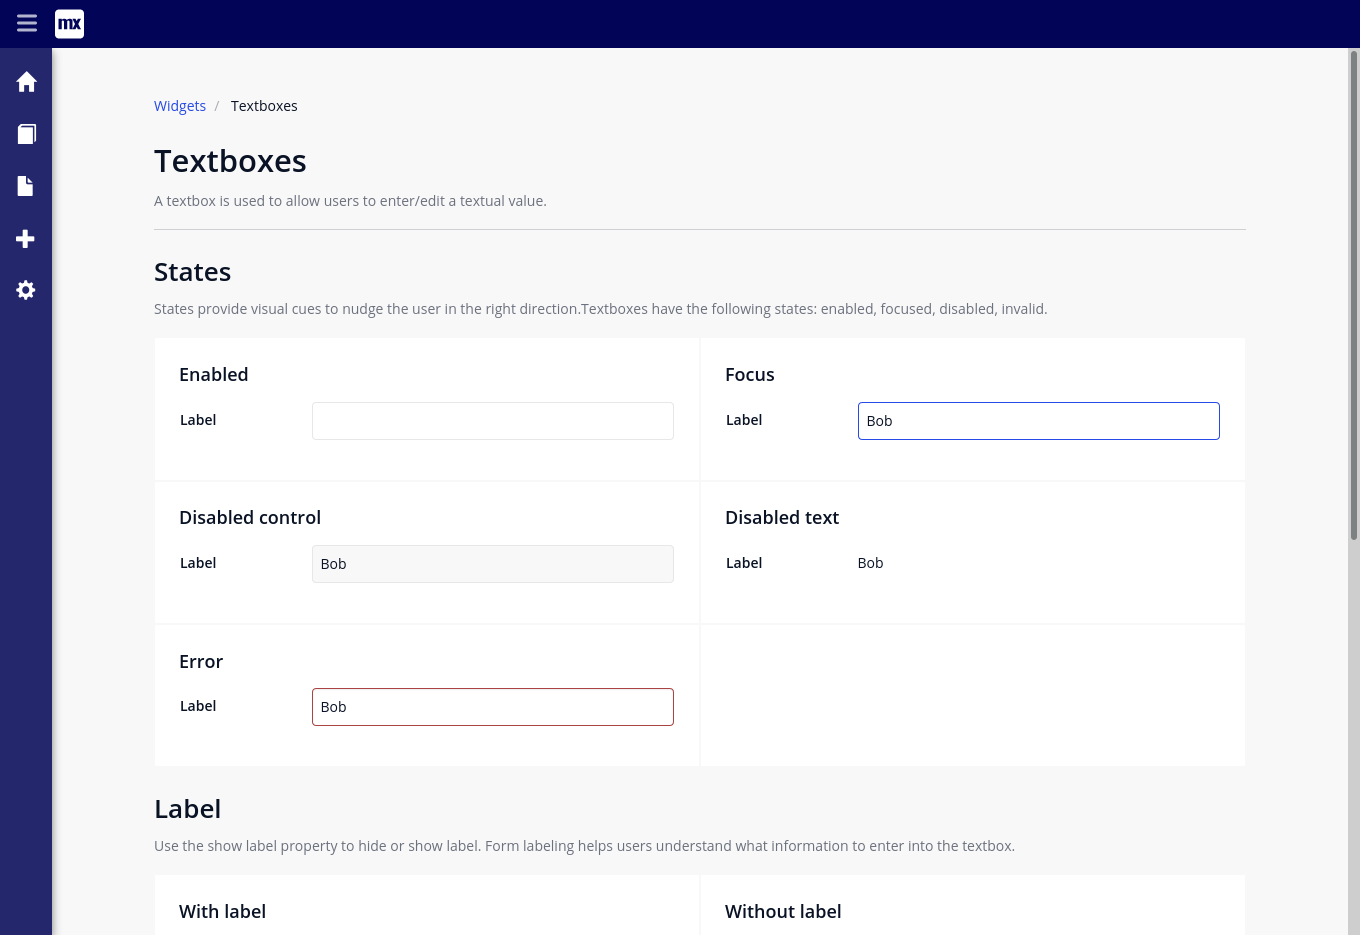 mx
Widgets / Textboxes
Textboxes
A textbox is used to allow users to enter/edit a textual value.
States
States provide visual cues to nudge the user in the right direction.Textboxes have the following states: enabled, focused, disabled, invalid.
Enabled
Label
Focus
Label Bob
Disabled control
Label Bob
Disabled text
Label Bob
Error
Label Bob
Label
Use the show label property to hide or show label. Form labeling helps users understand what information to enter into the textbox.
With label
Without label